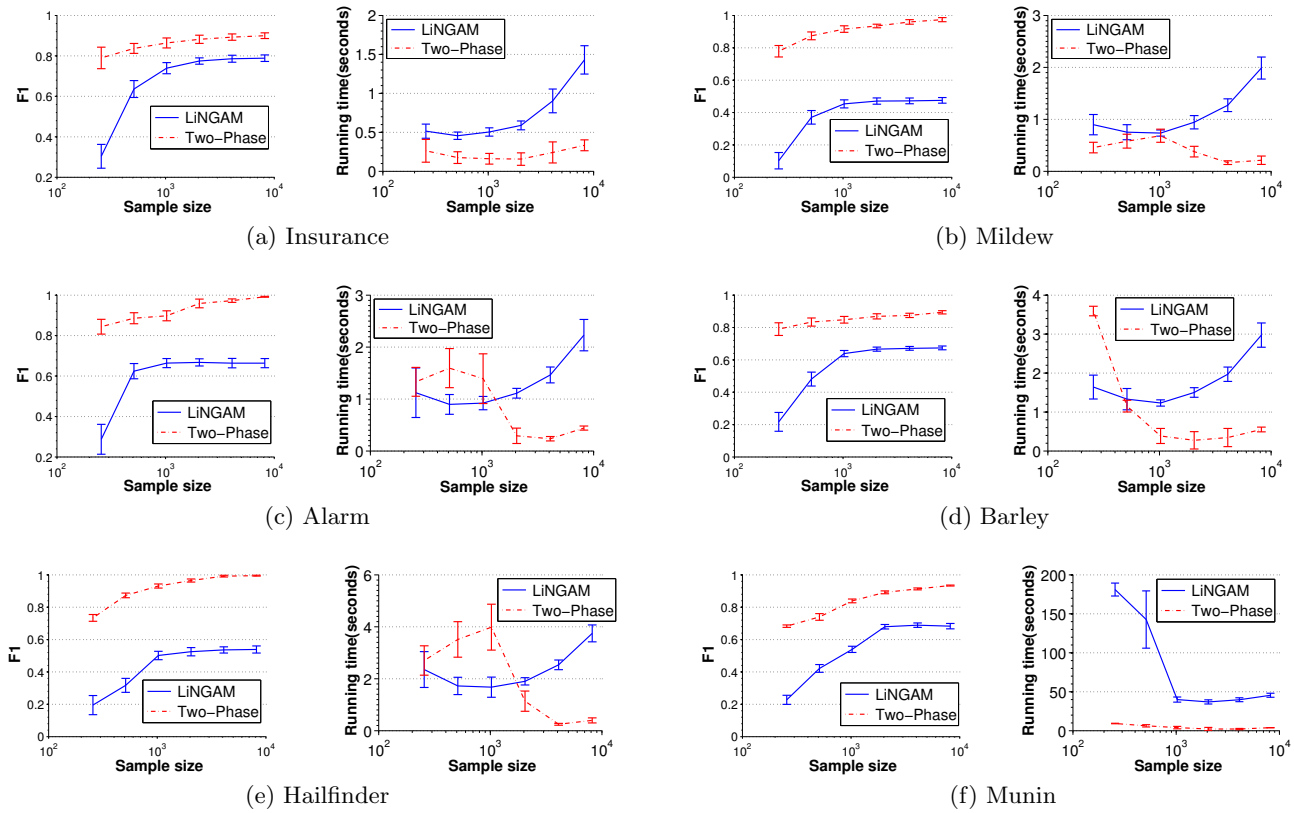 1
0.8
0.6
0.4
0.2
F1
LiNGAM
Two−Phase
10^2
10^3
10^4
Sample size
2
1.5
1
0.5
0
Running time(seconds)
LiNGAM
Two−Phase
10^2
10^3
10^4
Sample size
(a) Insurance
1
0.8
0.6
0.4
0.2
0
F1
LiNGAM
Two−Phase
10^2
10^3
10^4
Sample size
3
2
1
0
Running time(seconds)
LiNGAM
Two−Phase
10^2
10^3
10^4
Sample size
(b) Mildew
1
0.8
0.6
0.4
0.2
F1
LiNGAM
Two−Phase
10^2
10^3
10^4
Sample size
3
2
1
0
Running time(seconds)
LiNGAM
Two−Phase
10^2
10^3
10^4
Sample size
(c) Alarm
1
0.8
0.6
0.4
0.2
0
F1
LiNGAM
Two−Phase
10^2
10^3
10^4
Sample size
4
3
2
1
0
Running time(seconds)
LiNGAM
Two−Phase
10^2
10^3
10^4
Sample size
(d) Barley
1
0.8
0.6
0.4
0.2
0
F1
LiNGAM
Two−Phase
10^2
10^3
10^4
Sample size
6
4
2
0
Running time(seconds)
LiNGAM
Two−Phase
10^2
10^3
10^4
Sample size
(e) Hailfinder
1
0.8
0.6
0.4
0.2
0
F1
LiNGAM
Two−Phase
10^2
10^3
10^4
Sample size
200
150
100
50
0
Running time(seconds)
LiNGAM
Two−Phase
10^2
10^3
10^4
Sample size
(f) Munin